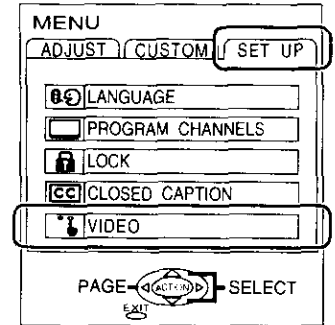 MENU
ADJUST CUSTOM SET UP
LANGUAGE
PROGRAM CHANNELS
LOCK
CC CLOSED CAPTION
VIDEO
PAGE ACTION SELECT
EXIT